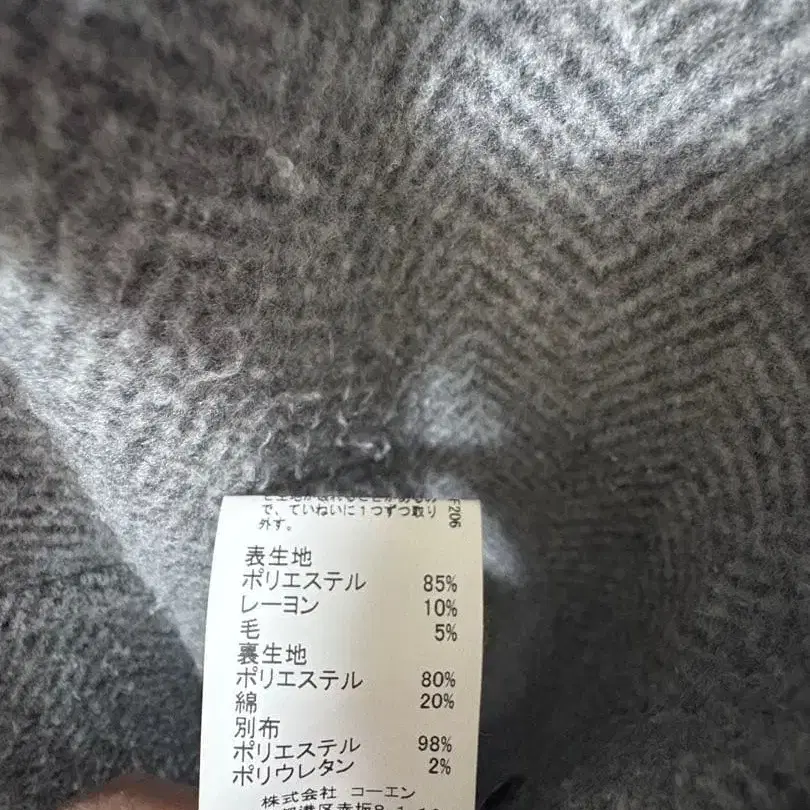 で、ていねいに1つずつ取り
外す。
F206
表生地
ポリエステル 85%
レーヨン 10%
毛 5%
裏生地
ポリエステル 80%
綿 20%
別布
ポリエステル 98%
ポリウレタン 2%
株式会社 コーエン